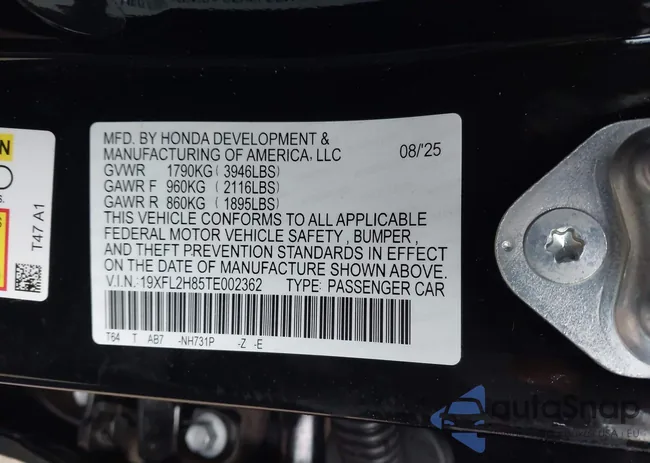 MFD. BY HONDA DEVELOPMENT &
MANUFACTURING OF AMERICA, LLC 08/'25
GVWR 1790KG ( 3946LBS)
GAWR F 960KG ( 2116LBS)
GAWR R 860KG ( 1895LBS)
THIS VEHICLE CONFORMS TO ALL APPLICABLE
FEDERAL MOTOR VEHICLE SAFETY , BUMPER ,
AND THEFT PREVENTION STANDARDS IN EFFECT
ON THE DATE OF MANUFACTURE SHOWN ABOVE.
V.I.N.:19XFL2H85TE002362 TYPE: PASSENGER CAR
T64 T AB7 -NH731P -Z -E
T47 A1
autoSnap